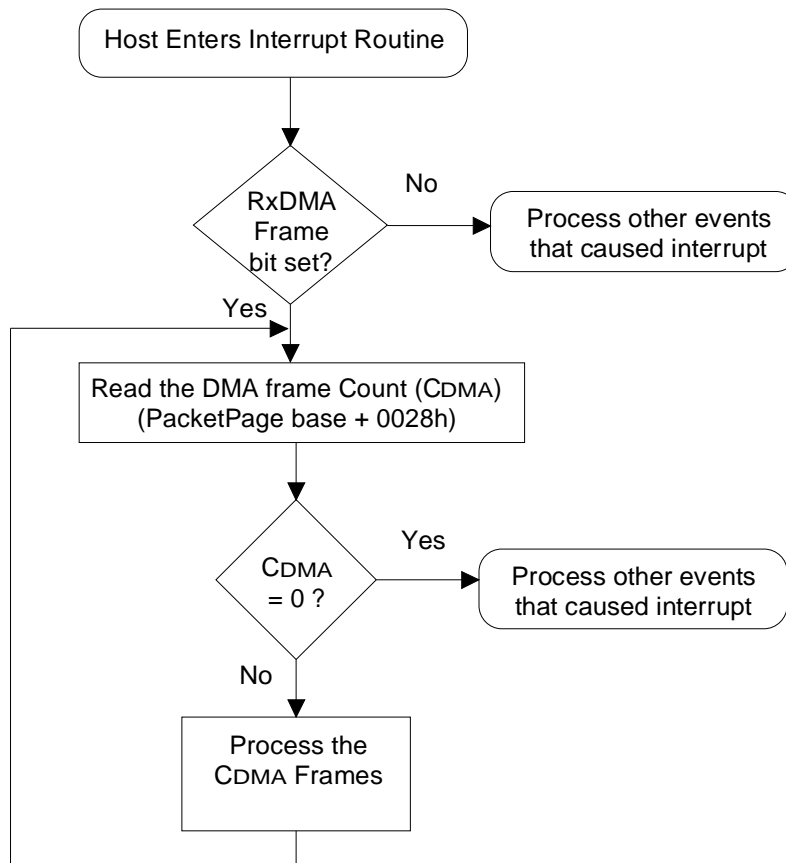 Host Enters Interrupt Routine
RxDMA
Frame
bit set?
No
Process other events
that caused interrupt
Yes
Read the DMA frame Count (CDMA)
(PacketPage base + 0028h)
CDMA
= 0 ?
Yes
Process other events
that caused interrupt
No
Process the
CDMA Frames